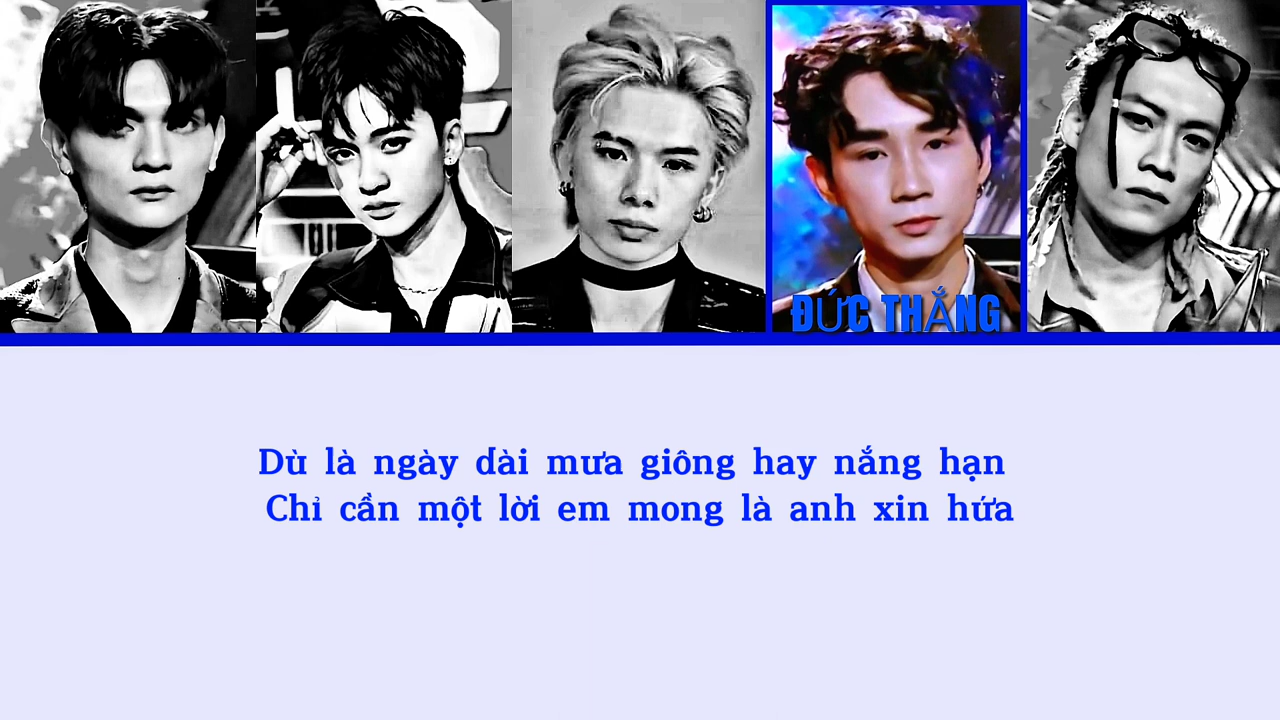 ĐỨC THẮNG
Dù là ngày dài mưa giông hay nắng hạn
Chỉ cần một lời em mong là anh xin hứa